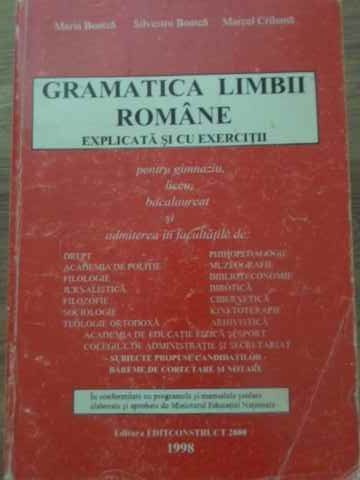 Maria Boatcă Silvestru Boatcă Marcel Crihană
GRAMATICA LIMBII
ROMÂNE
EXPLICATĂ ȘI CU EXERCIȚII
pentru gimnaziu,
liceu,
bacalaureat
și
admiterea în facultățile de:
DREPT
ACADEMIA DE POLIȚIE
FILOLOGIE
JURNALISTICĂ
FILOZOFIE
SOCIOLOGIE
TEOLOGIE ORTODOXĂ
PSIHOPEDAGOGIE
MUZEOGRAFIE
BIBLIOTECONOMIE
BIROTICĂ
CIBERNETICĂ
KINETOTERAPIE
ARHIVISTICĂ
ACADEMIA DE EDUCAȚIE FIZICĂ ȘI SPORT
COLEGIUL DE ADMINISTRAȚIE ȘI SECRETARIAT
- SUBIECTE PROPUSE CANDIDAȚILOR
BAREME DE CORECTARE ȘI NOTARE
În conformitate cu programele și manualele școlare
elaborate și aprobate de Ministerul Educației Naționale
Editura EDITCONSTRUCT 2000
1998